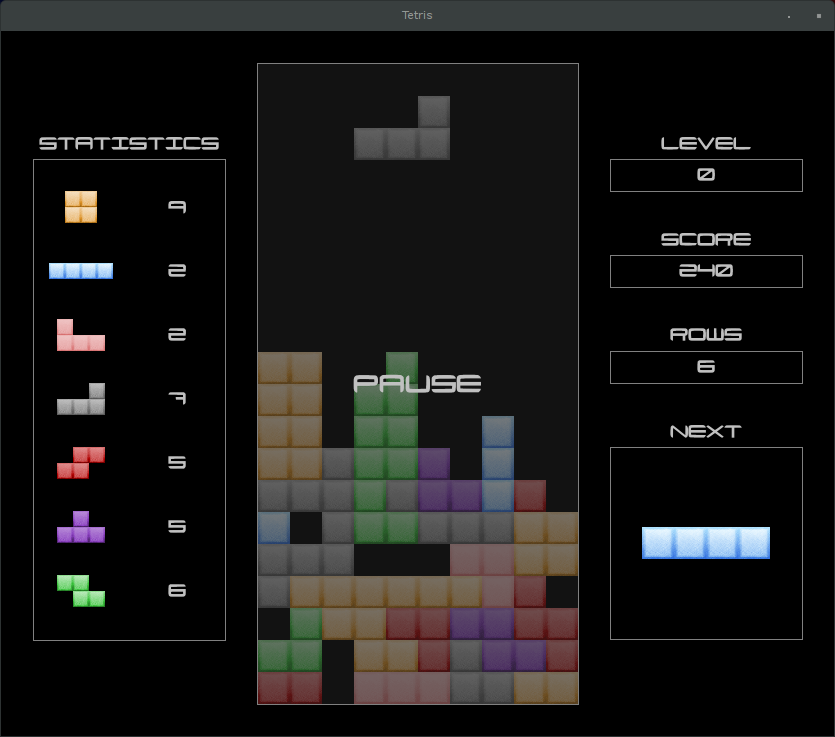 Tetris
STATISTICS
9
2
2
7
5
5
6
PAUSE
LEVEL
0
SCORE
240
ROWS
6
NEXT